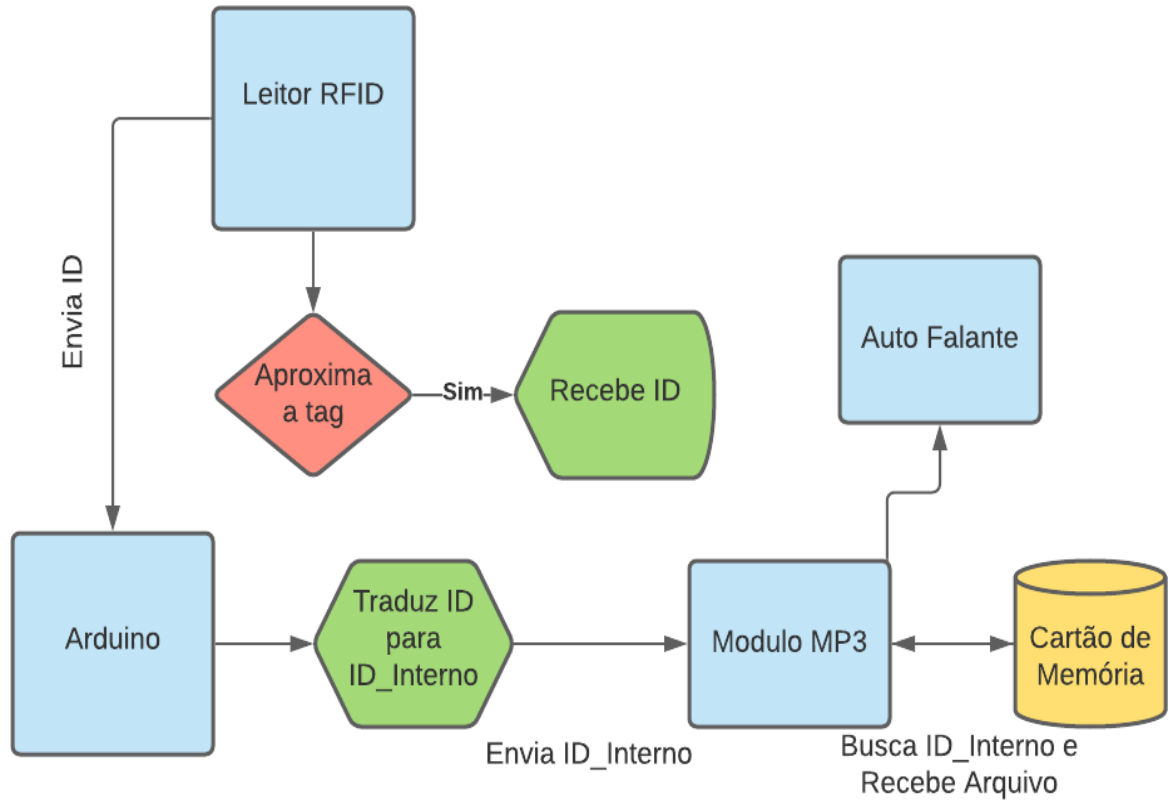 Leitor RFID
Envia ID
Aproxima
a tag
Sim
Recebe ID
Auto Falante
Arduino
Traduz ID
para
ID_Interno
Envia ID_Interno
Modulo MP3
Cartão de
Memória
Busca ID_Interno e
Recebe Arquivo